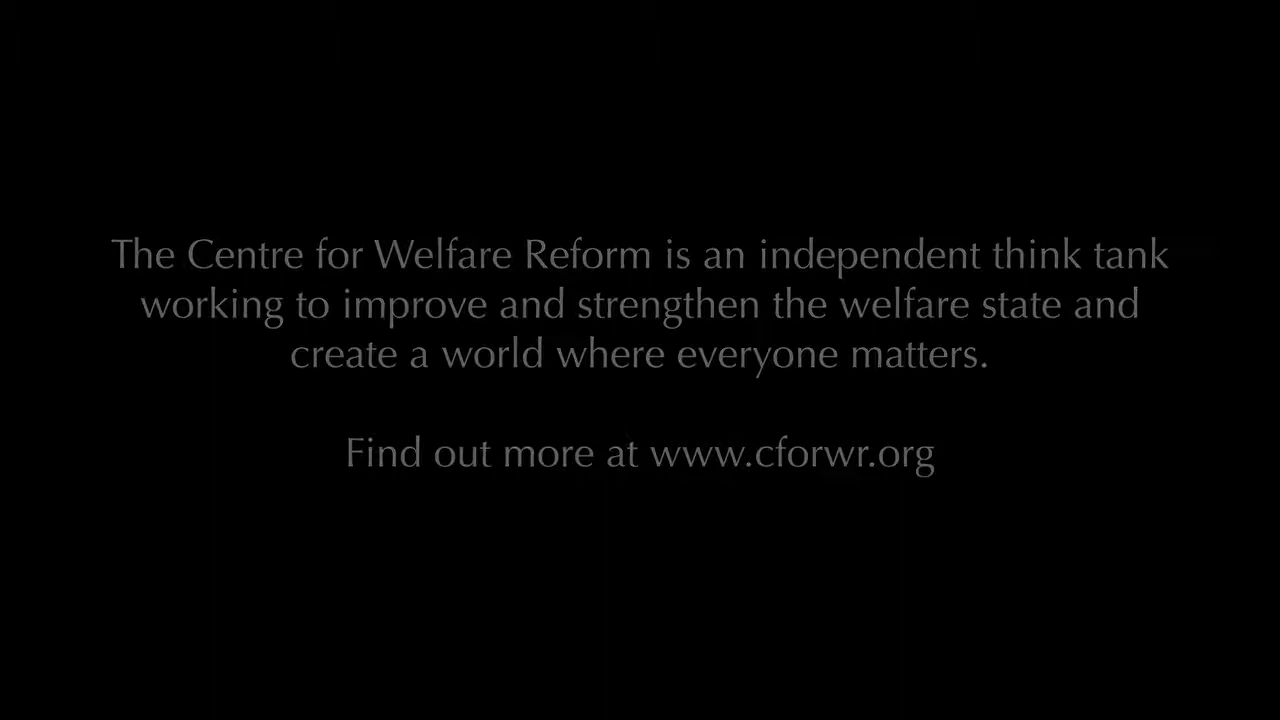 The Centre for Welfare Reform is an independent think tank
working to improve and strengthen the welfare state and
create a world where everyone matters.
Find out more at www.cforwr.org